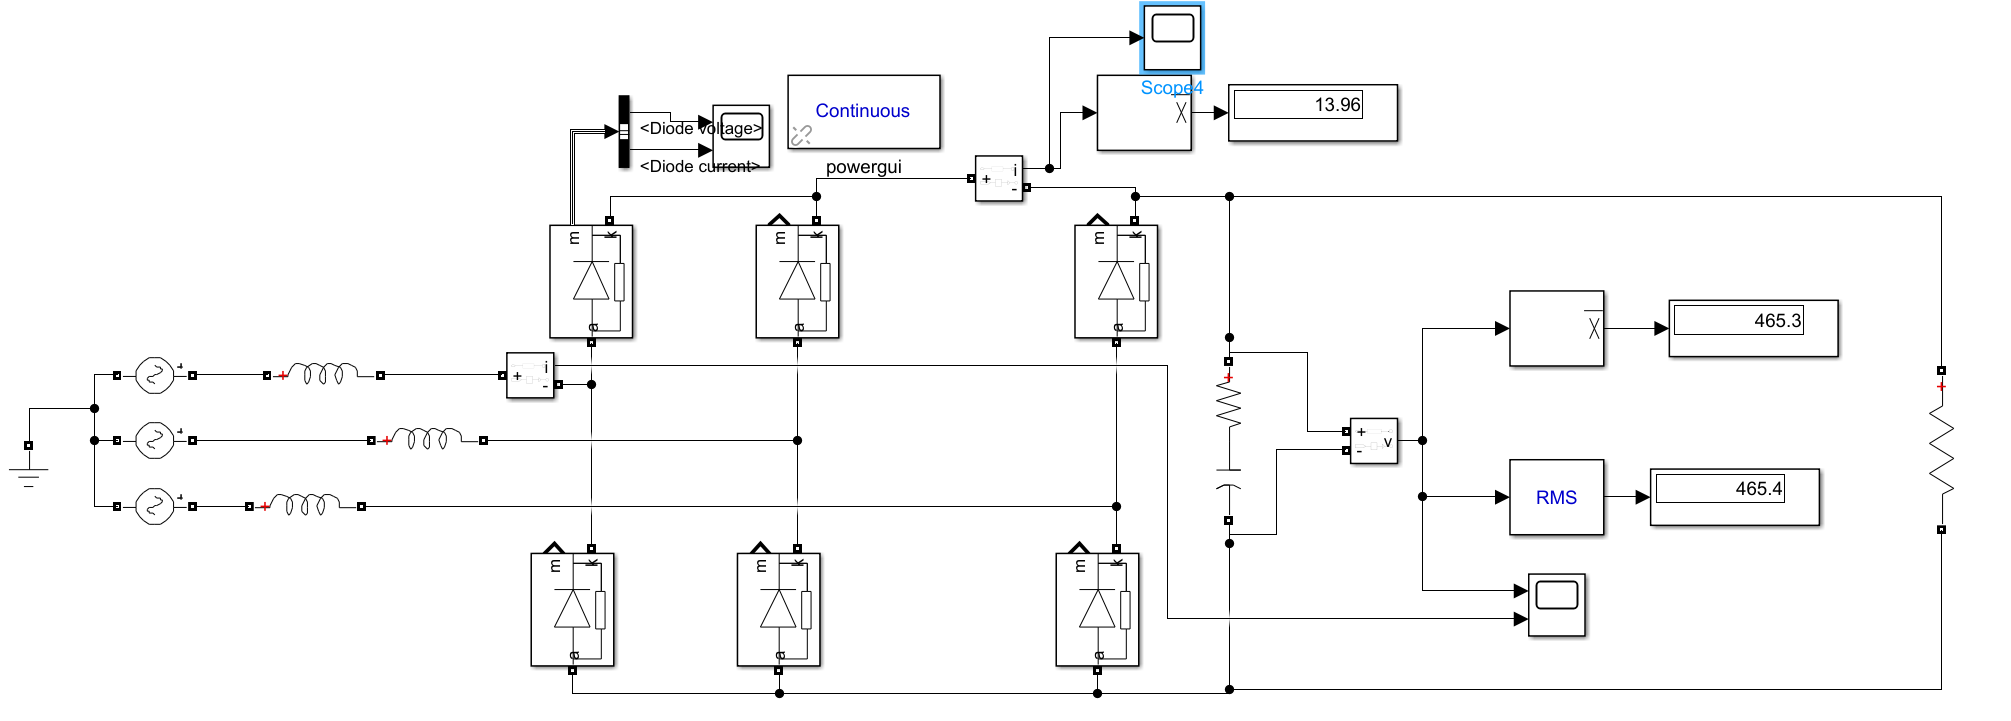 Scope4
13.96
Continuous
<Diode voltage>
<Diode current>
powergui
i
+
-
m
k
a
m
k
a
m
k
a
X
465.3
+
i
+
-
+
+
+
+
+
+
+
-
v
RMS
465.4
m
k
a
m
k
a
m
k
a